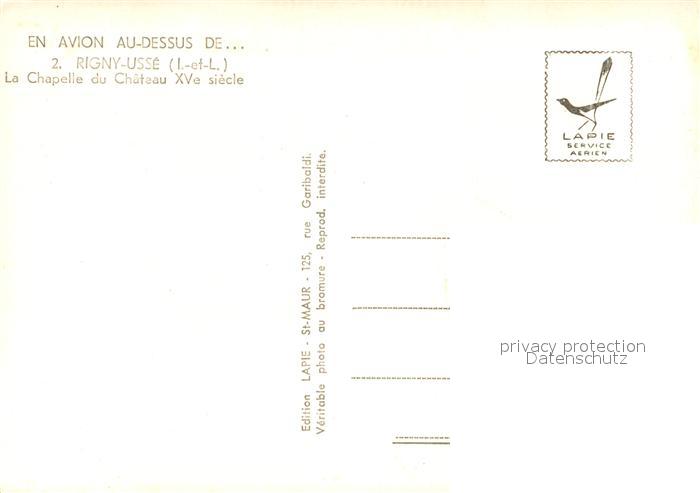 EN AVION AU-DESSUS DE...
2. RIGNY-USSÉ (I.-et-L.)
La Chapelle du Château XVe siècle
LAPIE
SERVICE
AERIEN
Edition LAPIE - St-MAUR - 125, rue Garibaldi.
Véritable photo au bromure - Reprod. interdite.
privacy protection
Datenschutz